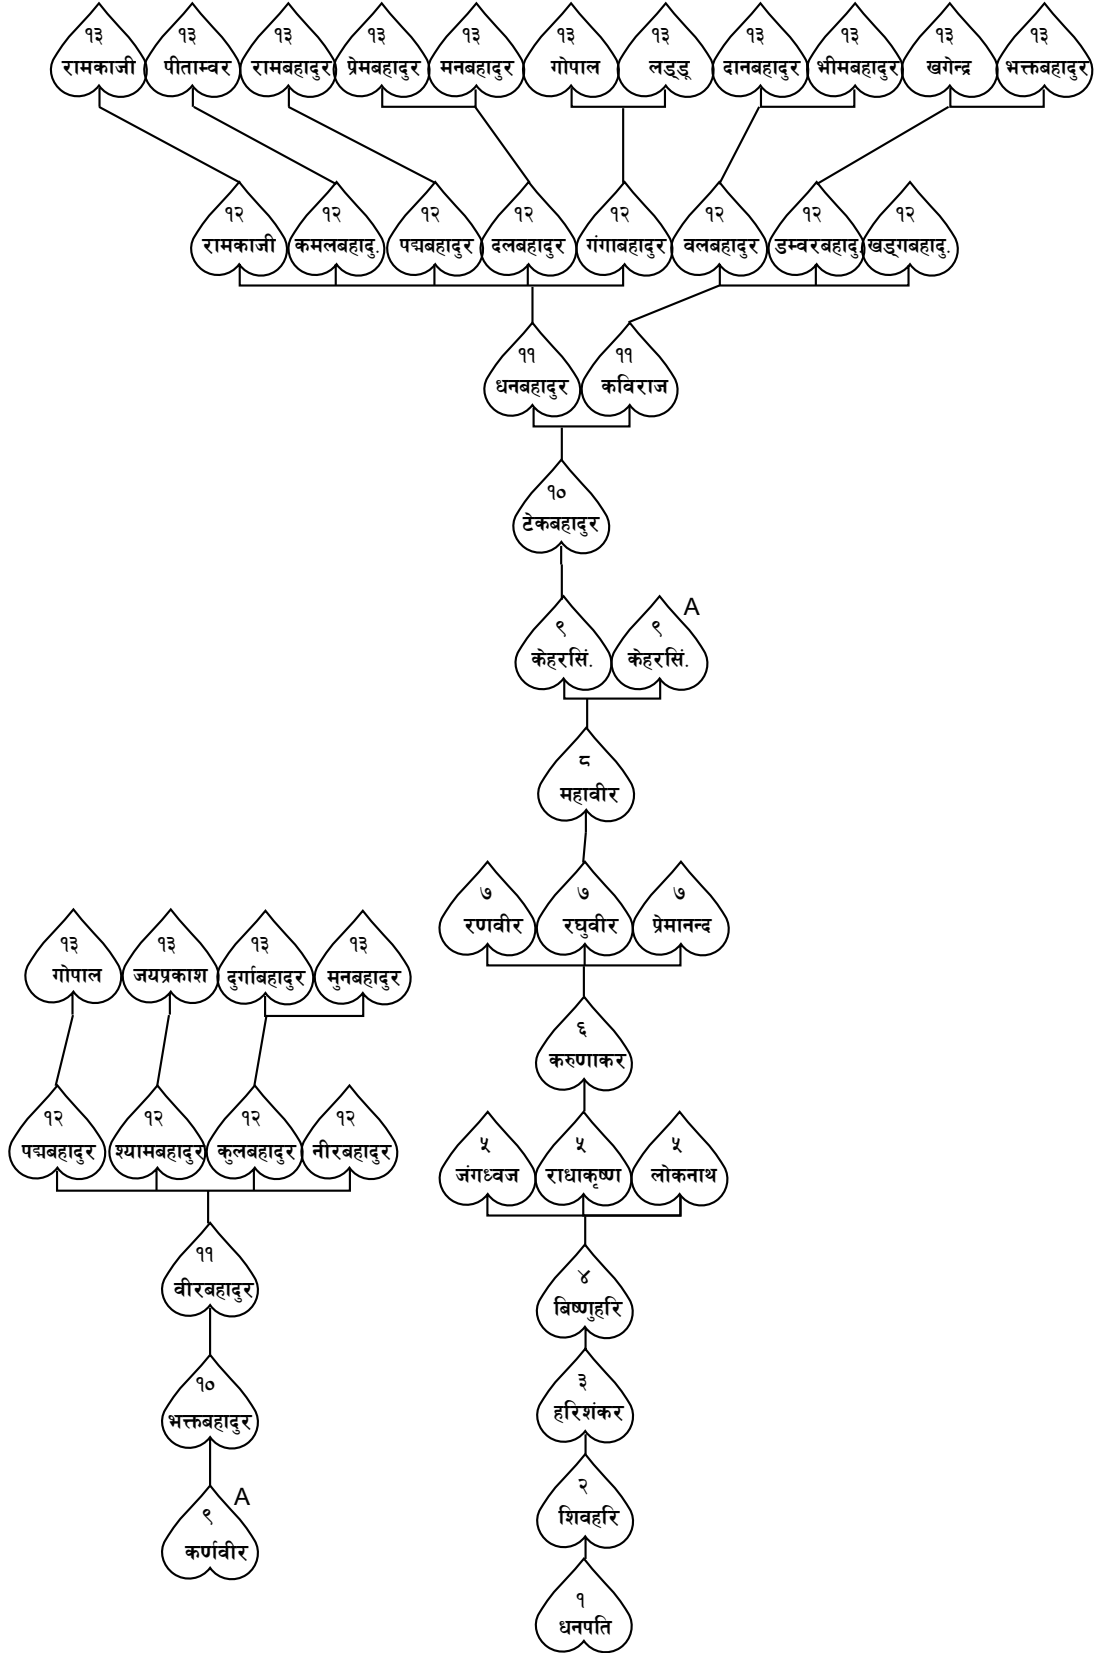 १३ १३ १३ १३ १३ १३ १३ १३ १३ १३ १३
रामकाजी पीताम्वर रामबहादुर प्रेमबहादुर मनबहादुर गोपाल लड्डू दानबहादुर भीमबहादुर खगेन्द्र भक्तबहादुर
१२ १२ १२ १२ १२ १२ १२ १२
रामकाजी कमलबहादु. पद्मबहादुर दलबहादुर गंगाबहादुर वलबहादुर डम्वरबहादु. खड्गबहादु.
११ ११
धनबहादुर कविराज
१०
टेकबहादुर
A
९ ९
केहरसिं. केहरसिं.
८
महावीर
७ ७ ७
रणवीर रघुवीर प्रेमानन्द
१३ १३ १३ १३
गोपाल जयप्रकाश दुर्गाबहादुर मुनबहादुर
६
करुणाकर
१२ १२ १२ १२
पद्मबहादुर श्यामबहादुर कुलबहादुर नीरबहादुर
५ ५ ५
जंगध्वज राधाकृष्ण लोकनाथ
११
वीरबहादुर
४
बिष्णुहरि
१०
भक्तबहादुर
३
हरिशंकर
A
९
कर्णवीर
२
शिवहरि
१
धनपति